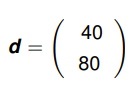 d = ( 40
80 )